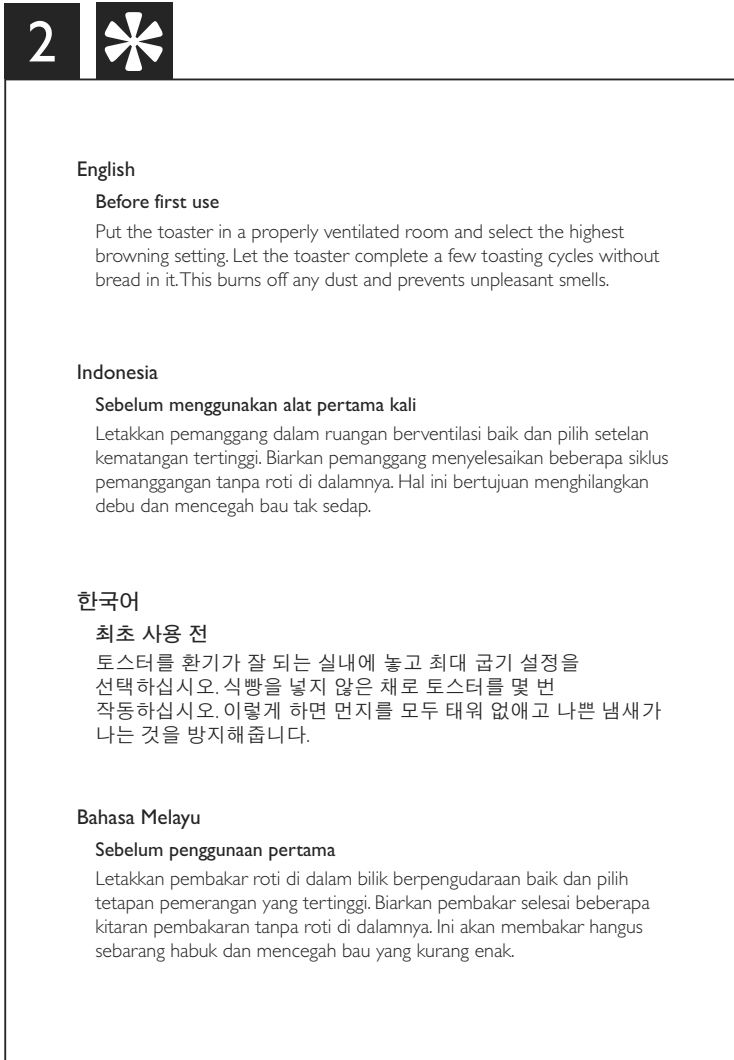 2
English
Before first use
Put the toaster in a properly ventilated room and select the highest
browning setting. Let the toaster complete a few toasting cycles without
bread in it. This burns off any dust and prevents unpleasant smells.
Indonesia
Sebelum menggunakan alat pertama kali
Letakkan pemanggang dalam ruangan berventilasi baik dan pilih setelan
kematangan tertinggi. Biarkan pemanggang menyelesaikan beberapa siklus
pemanggangan tanpa roti di dalamnya. Hal ini bertujuan menghilangkan
debu dan mencegah bau tak sedap.
한국어
최초 사용 전
토스터를 환기가 잘 되는 실내에 놓고 최대 굽기 설정을
선택하십시오. 식빵을 넣지 않은 채로 토스터를 몇 번
작동하십시오. 이렇게 하면 먼지를 모두 태워 없애고 나쁜 냄새가
나는 것을 방지해줍니다.
Bahasa Melayu
Sebelum penggunaan pertama
Letakkan pembakar roti di dalam bilik berpengudaraan baik dan pilih
tetapan pemerangan yang tertinggi. Biarkan pembakar selesai beberapa
kitaran pembakaran tanpa roti di dalamnya. Ini akan membakar hangus
sebarang habuk dan mencegah bau yang kurang enak.